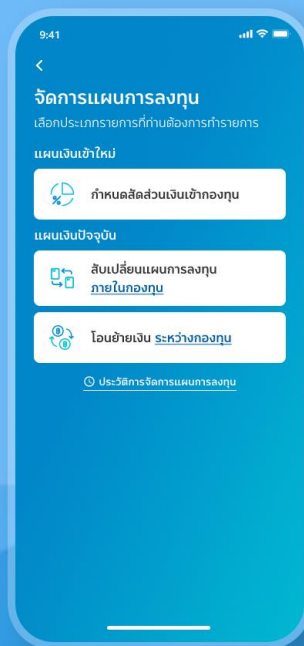 9:41
จัดการแผนการลงทุน
เลือกประเภทรายการที่ท่านต้องการทำรายการ
แผนเงินเข้าใหม่
กำหนดสัดส่วนเงินเข้ากองทุน
แผนเงินปัจจุบัน
สับเปลี่ยนแผนการลงทุน
ภายในกองทุน
โอนย้ายเงิน ระหว่างกองทุน
ประวัติการจัดการแผนการลงทุน